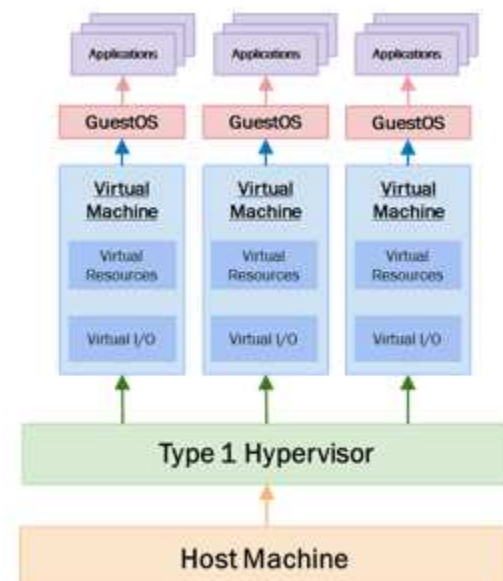 Applications Applications Applications
GuestOS GuestOS GuestOS
Virtual Virtual Virtual
Machine Machine Machine
Virtual Virtual Virtual
Resources Resources Resources
Virtual I/O Virtual I/O Virtual I/O
Type 1 Hypervisor
Host Machine